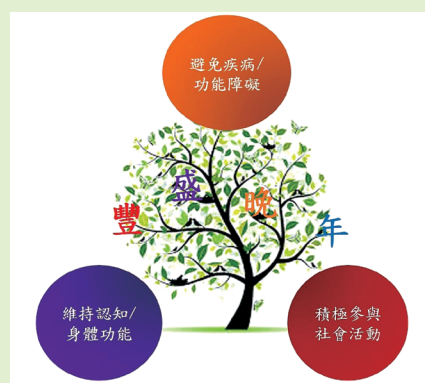 避免疾病/
功能障礙
豐盛晚年
維持認知/
身體功能
積極參與
社會活動